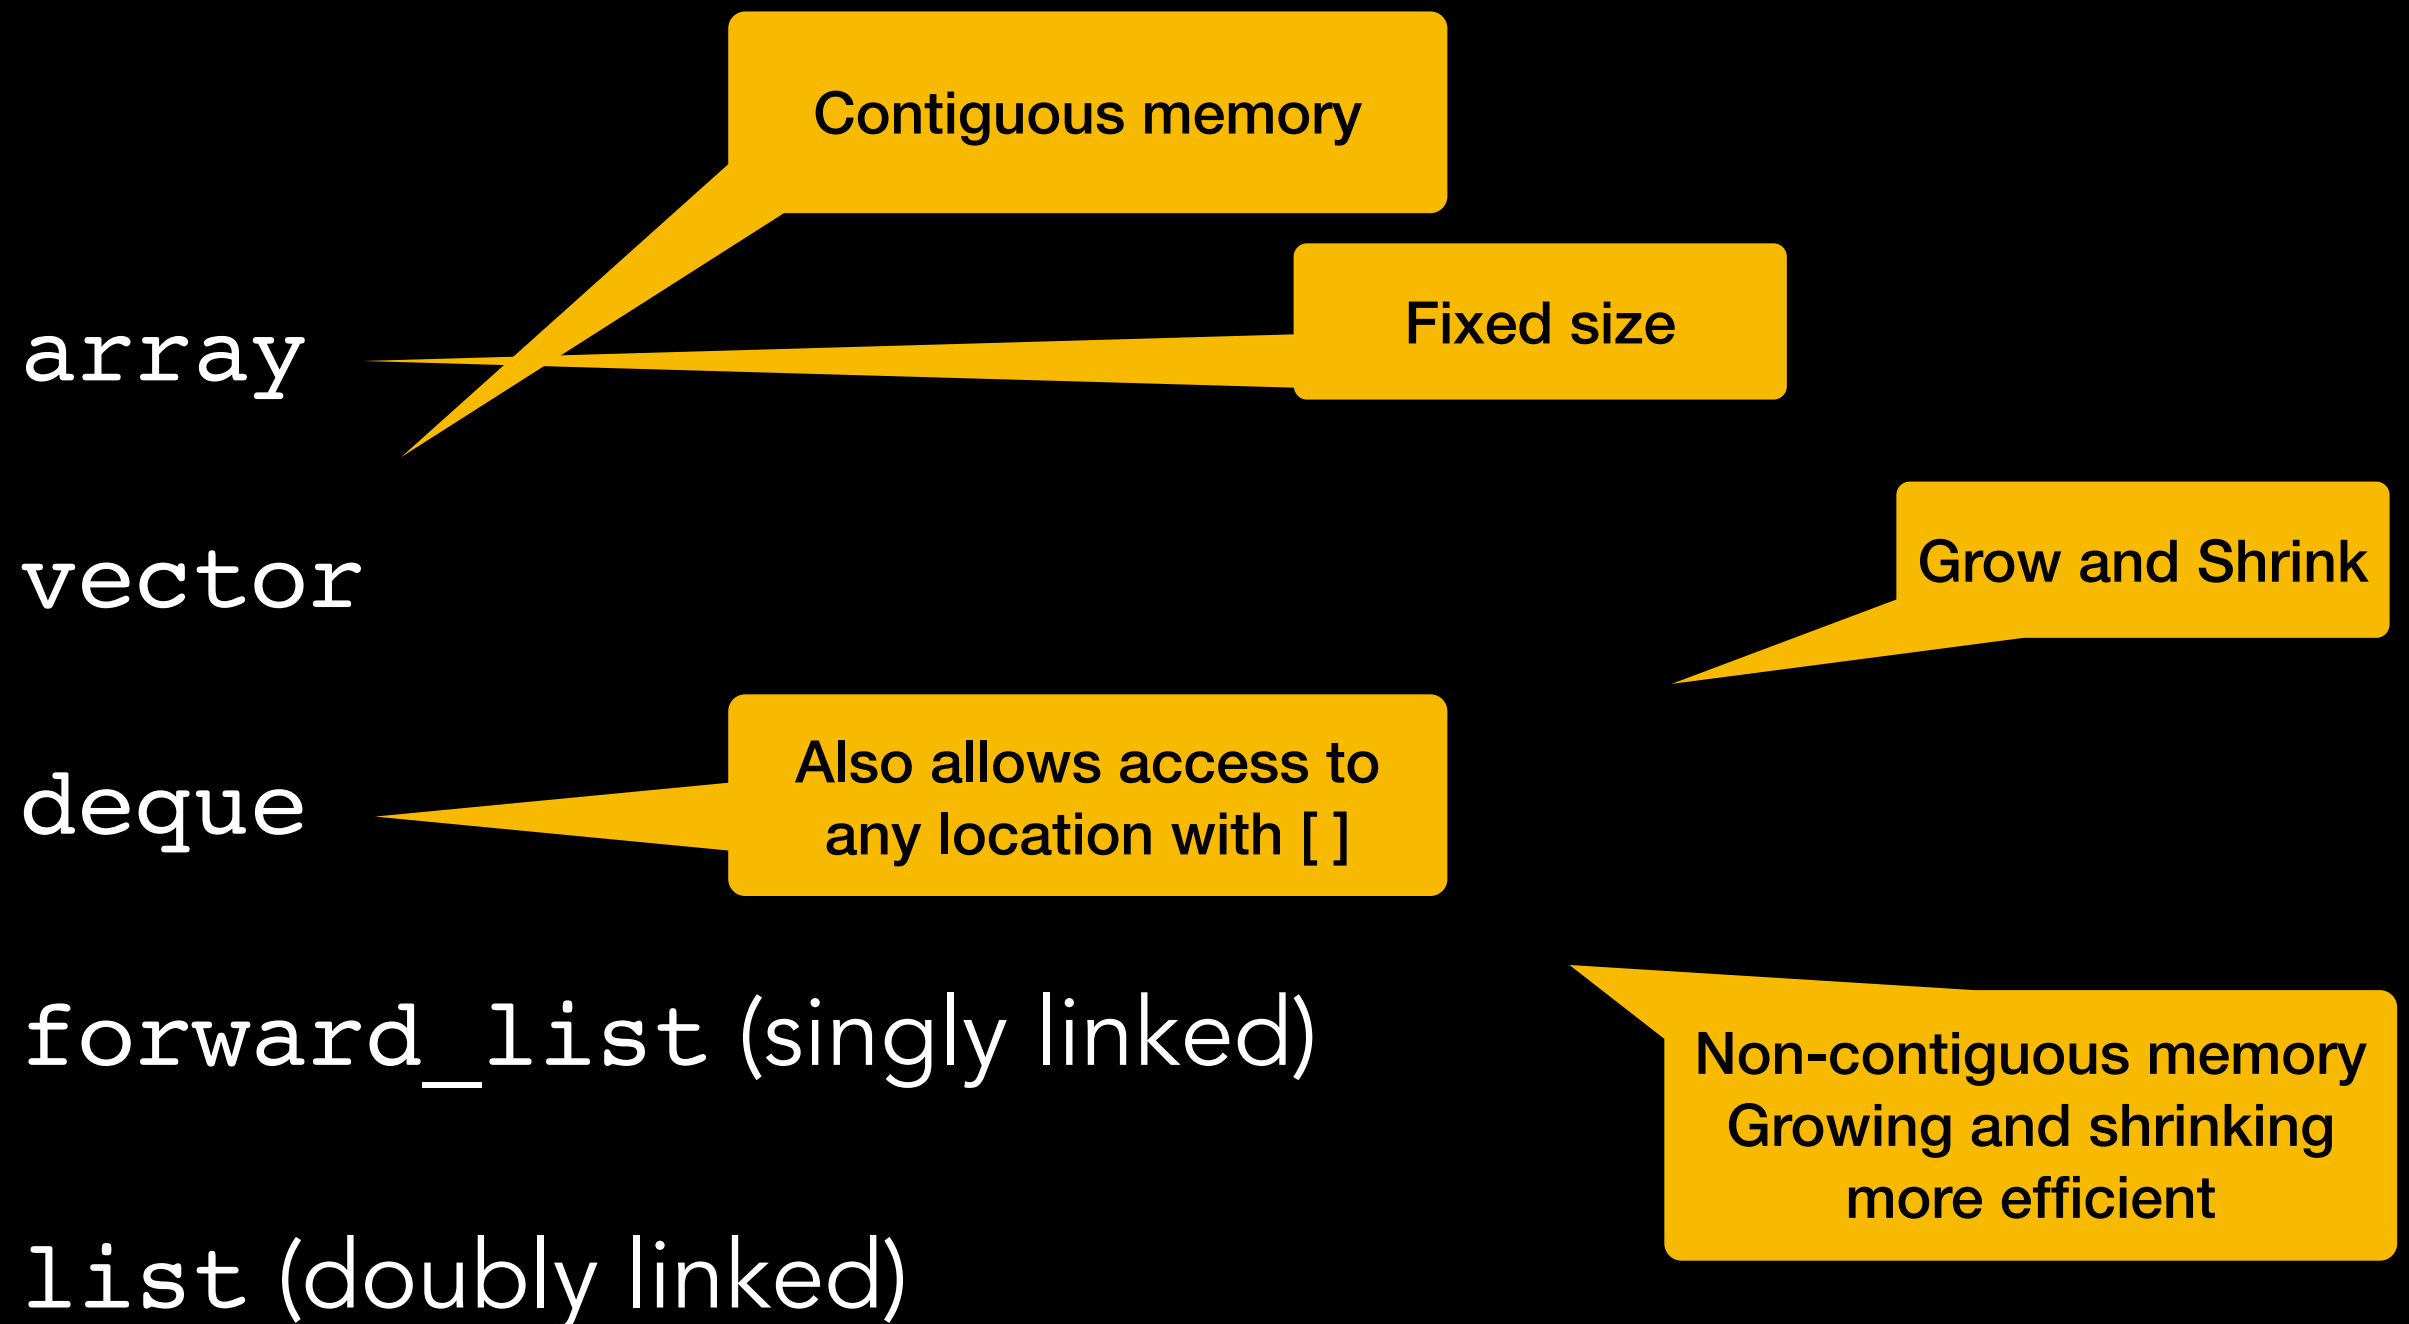 Contiguous memory
Fixed size
array
vector
Grow and Shrink
deque
Also allows access to
any location with [ ]
forward_list (singly linked)
Non-contiguous memory
Growing and shrinking
more efficient
list (doubly linked)